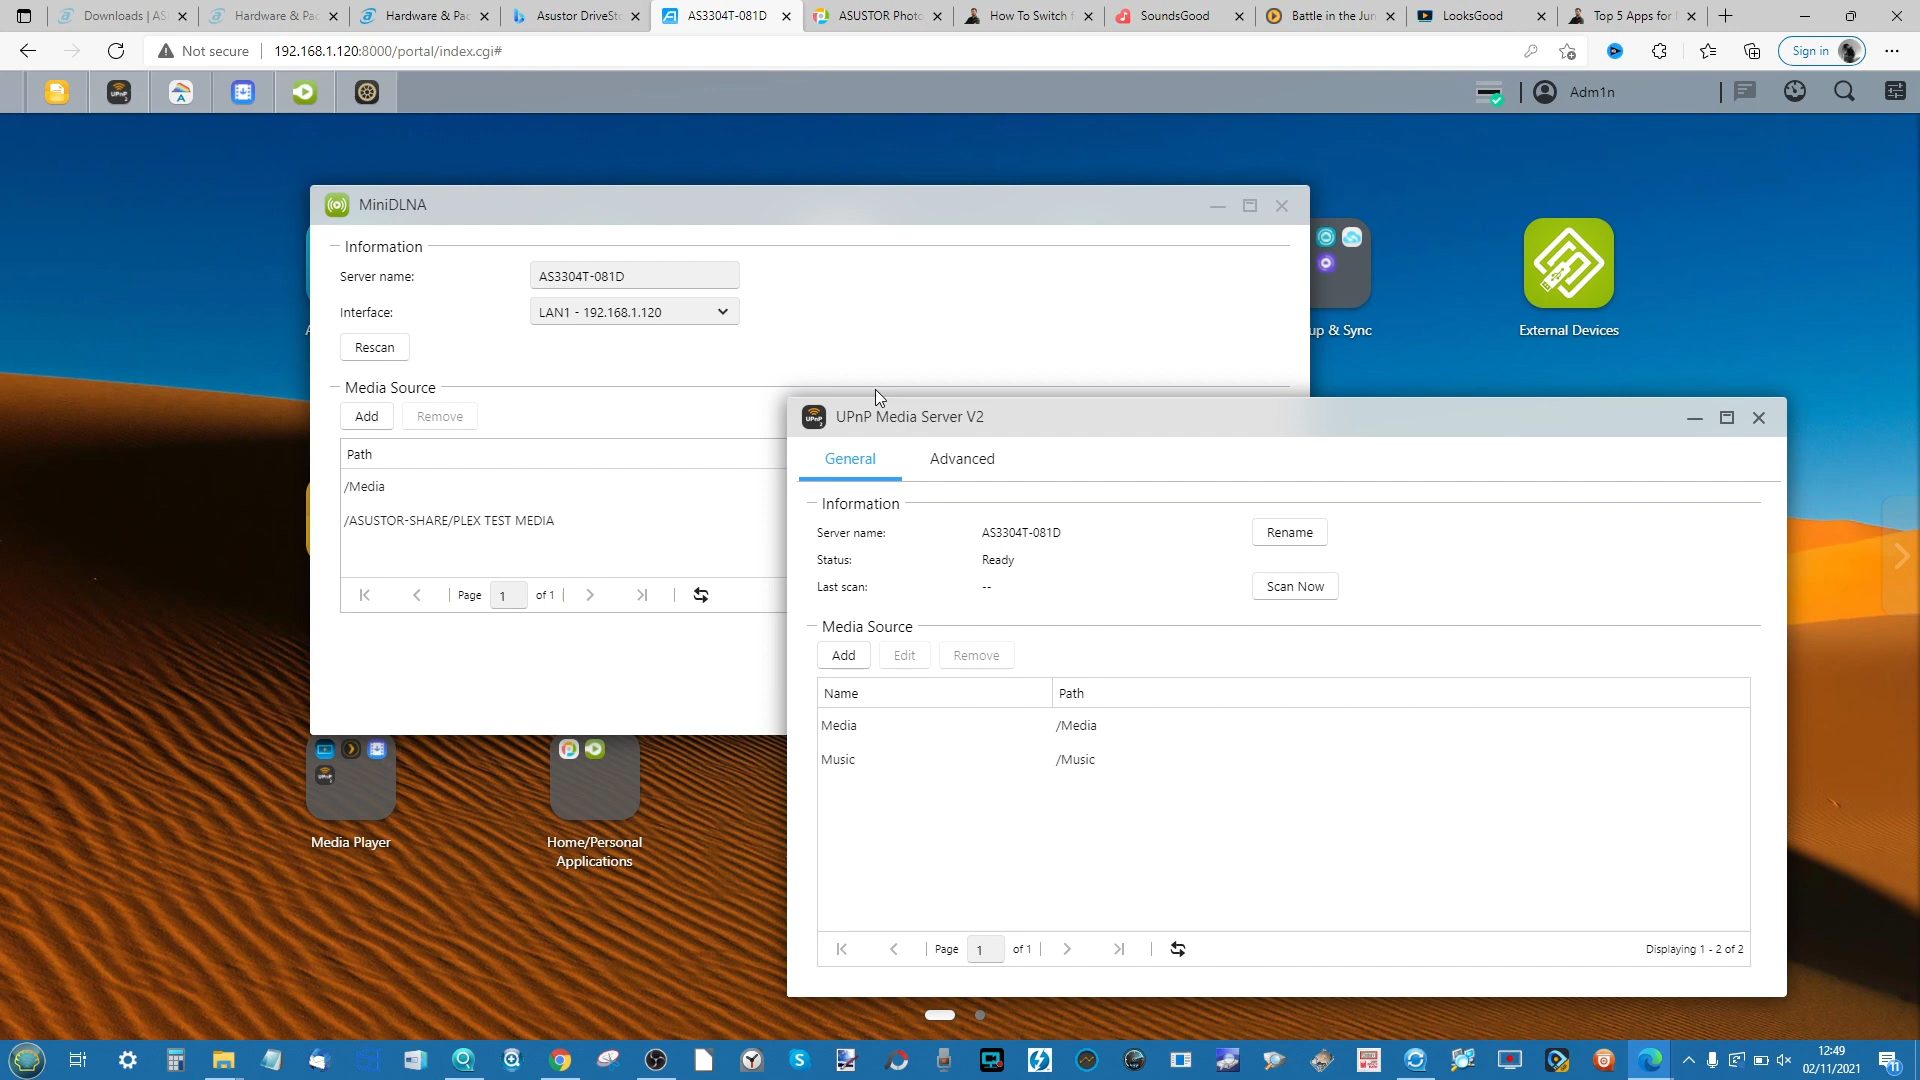 Downloads | AS
Hardware & Pac
Hardware & Pac
Asustor DriveSto
AS3304T-081D
ASUSTOR Photo
How To Switch f
SoundsGood
Battle in the Jun
LooksGood
Top 5 Apps for
Not secure
192.168.1.120:8000/portal/index.cgi#
Sign in
UPnP
2
Adm1n
MiniDLNA
Information
Server name:
AS3304T-081D
Interface:
LAN1 - 192.168.1.120
Rescan
Media Source
Add
Remove
Path
/Media
/ASUSTOR-SHARE/PLEX TEST MEDIA
Page
1
of 1
up & Sync
External Devices
UPnP
2
UPnP Media Server V2
General
Advanced
Information
Server name:
AS3304T-081D
Rename
Status:
Ready
Last scan:
--
Scan Now
Media Source
Add
Edit
Remove
Name
Path
Media
/Media
Music
/Music
Page
1
of 1
Displaying 1 - 2 of 2
Media Player
Home/Personal
Applications
12:49
02/11/2021
11